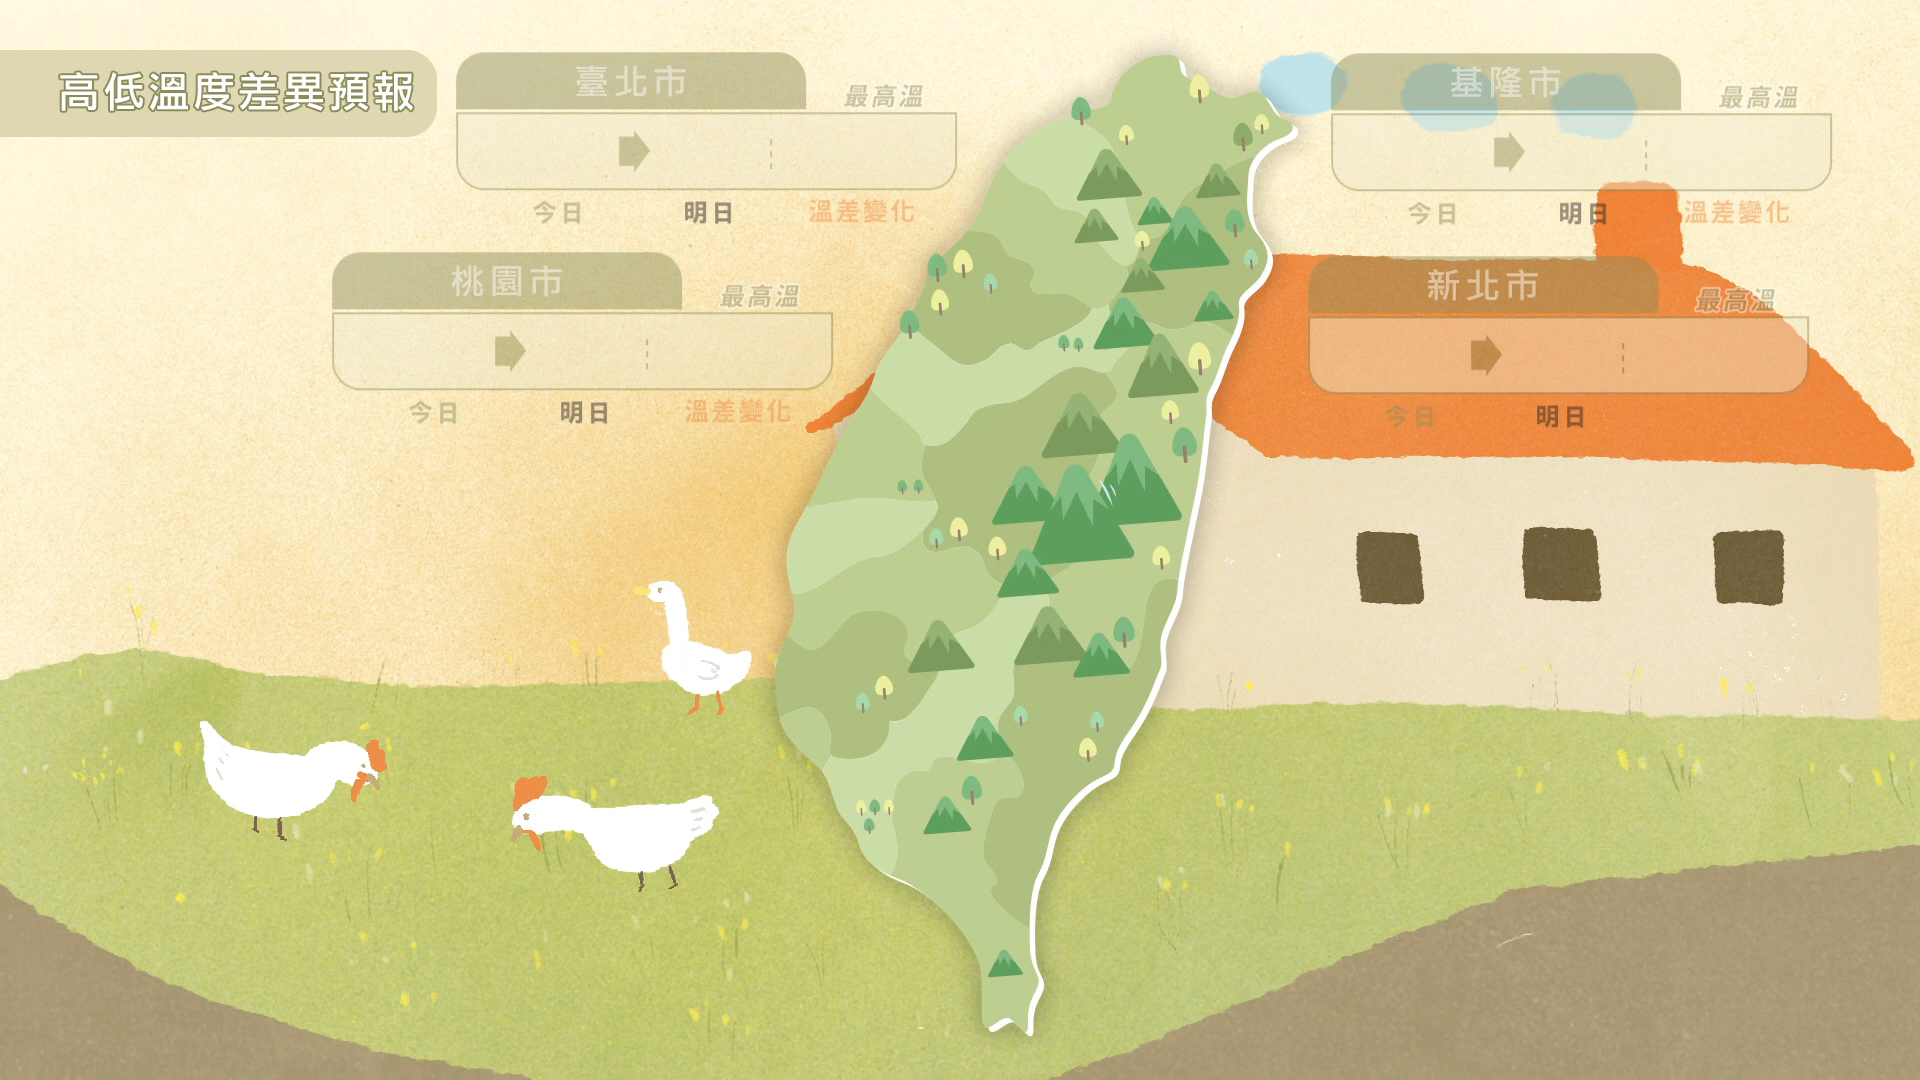 高低溫度差異預報
臺北市
最高溫
今日 明日 溫差變化
基隆市
最高溫
今日 明日 溫差變化
桃園市
最高溫
今日 明日 溫差變化
新北市
最高溫
今日 明日